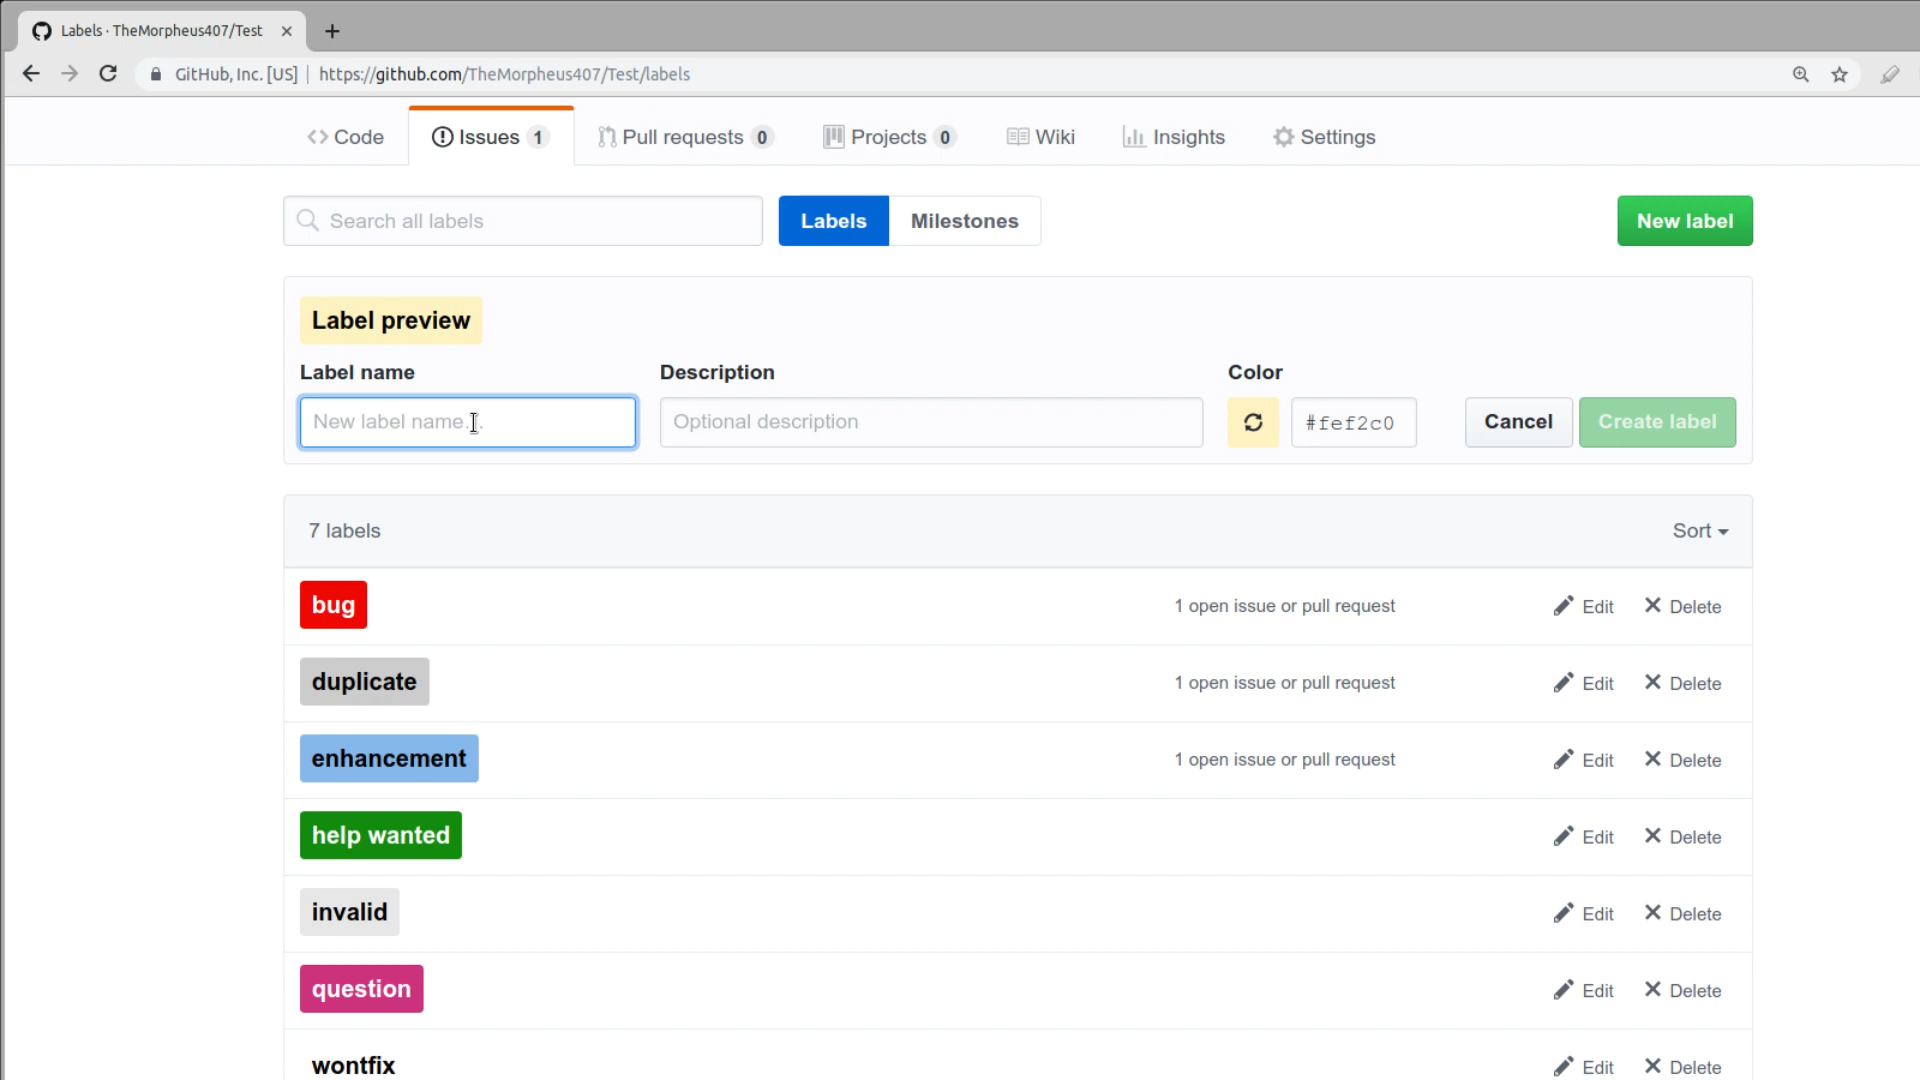 Labels · TheMorpheus407/Test
GitHub, Inc. [US] https://github.com/TheMorpheus407/Test/labels
Code Issues 1 Pull requests 0 Projects 0 Wiki Insights Settings
Search all labels Labels Milestones New label
Label preview
Label name Description Color
New label name... Optional description #fef2c0 Cancel Create label
7 labels Sort
bug 1 open issue or pull request Edit Delete
duplicate 1 open issue or pull request Edit Delete
enhancement 1 open issue or pull request Edit Delete
help wanted Edit Delete
invalid Edit Delete
question Edit Delete
wontfix Edit Delete